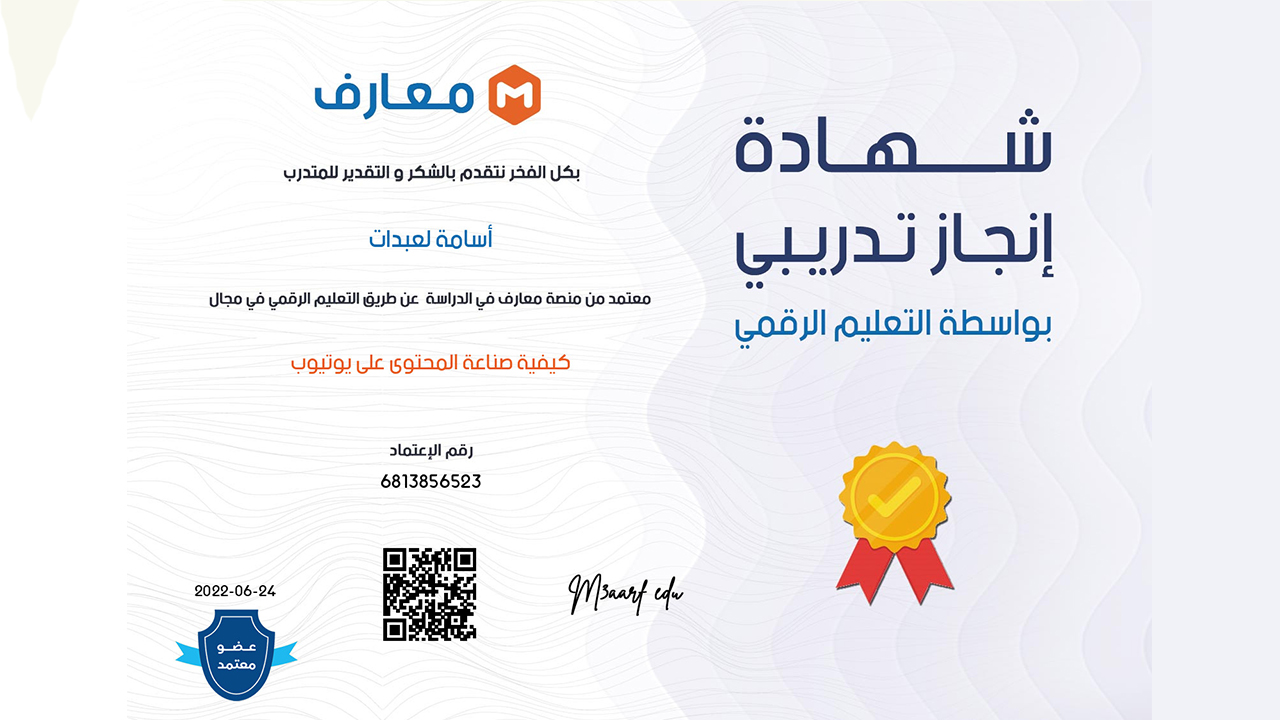 شهادة
إنجاز تدريبي
بواسطة التعليم الرقمي
معارف
بكل الفخر نتقدم بالشكر و التقدير للمتدرب
أسامة لعبدات
معتمد من منصة معارف في الدراسة عن طريق التعليم الرقمي في مجال
كيفية صناعة المحتوى على يوتيوب
رقم الإعتماد
6813856523
M3aarf edu
2022-06-24
عضو
معتمد